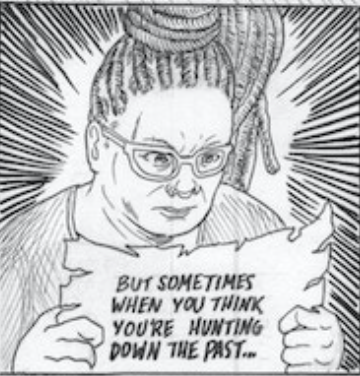 BUT SOMETIMES
WHEN YOU THINK
YOU'RE HUNTING
DOWN THE PAST...